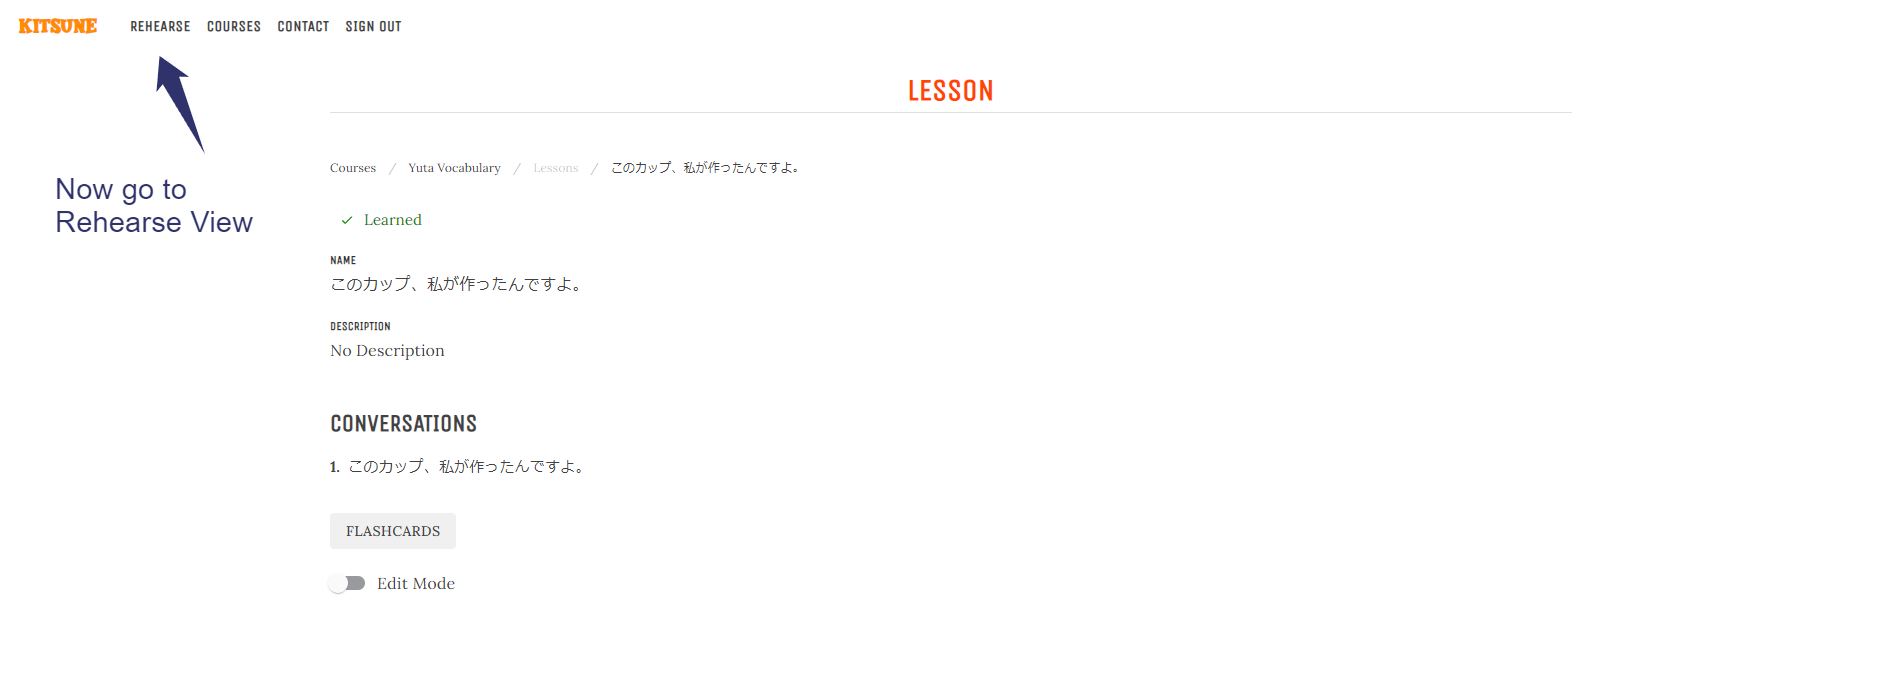 KITSUNE REHEARSE COURSES CONTACT SIGN OUT
LESSON
Now go to
Rehearse View
Courses / Yuta Vocabulary / Lessons / このカップ、私が作ったんですよ。
Learned
NAME
このカップ、私が作ったんですよ。
DESCRIPTION
No Description
CONVERSATIONS
1. このカップ、私が作ったんですよ。
FLASHCARDS
Edit Mode